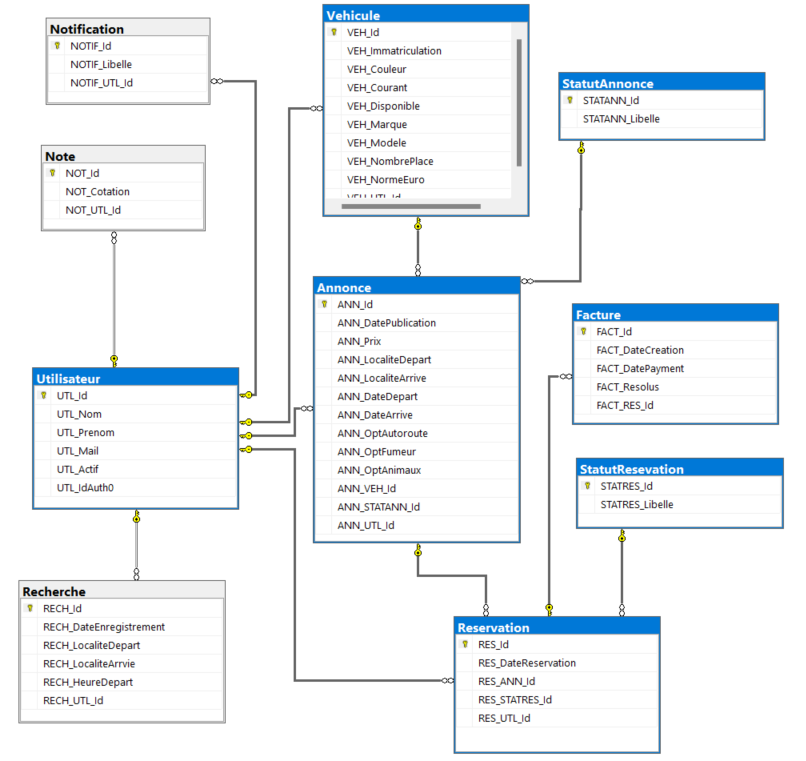 Notification
NOTIF_Id
NOTIF_Libelle
NOTIF_UTL_Id
Note
NOT_Id
NOT_Cotation
NOT_UTL_Id
Vehicule
VEH_Id
VEH_Immatriculation
VEH_Couleur
VEH_Courant
VEH_Disponible
VEH_Marque
VEH_Modele
VEH_NombrePlace
VEH_NormeEuro
VEH_UTL_Id
StatutAnnonce
STATANN_Id
STATANN_Libelle
Annonce
ANN_Id
ANN_DatePublication
ANN_Prix
ANN_LocaliteDepart
ANN_LocaliteArrive
ANN_DateDepart
ANN_DateArrive
ANN_OptAutoroute
ANN_OptFumeur
ANN_OptAnimaux
ANN_VEH_Id
ANN_STATANN_Id
ANN_UTL_Id
Facture
FACT_Id
FACT_DateCreation
FACT_DatePayment
FACT_Resolus
FACT_RES_Id
Utilisateur
UTL_Id
UTL_Nom
UTL_Prenom
UTL_Mail
UTL_Actif
UTL_IdAuth0
StatutResevation
STATRES_Id
STATRES_Libelle
Recherche
RECH_Id
RECH_DateEnregistrement
RECH_LocaliteDepart
RECH_LocaliteArrvie
RECH_HeureDepart
RECH_UTL_Id
Reservation
RES_Id
RES_DateReservation
RES_ANN_Id
RES_STATRES_Id
RES_UTL_Id